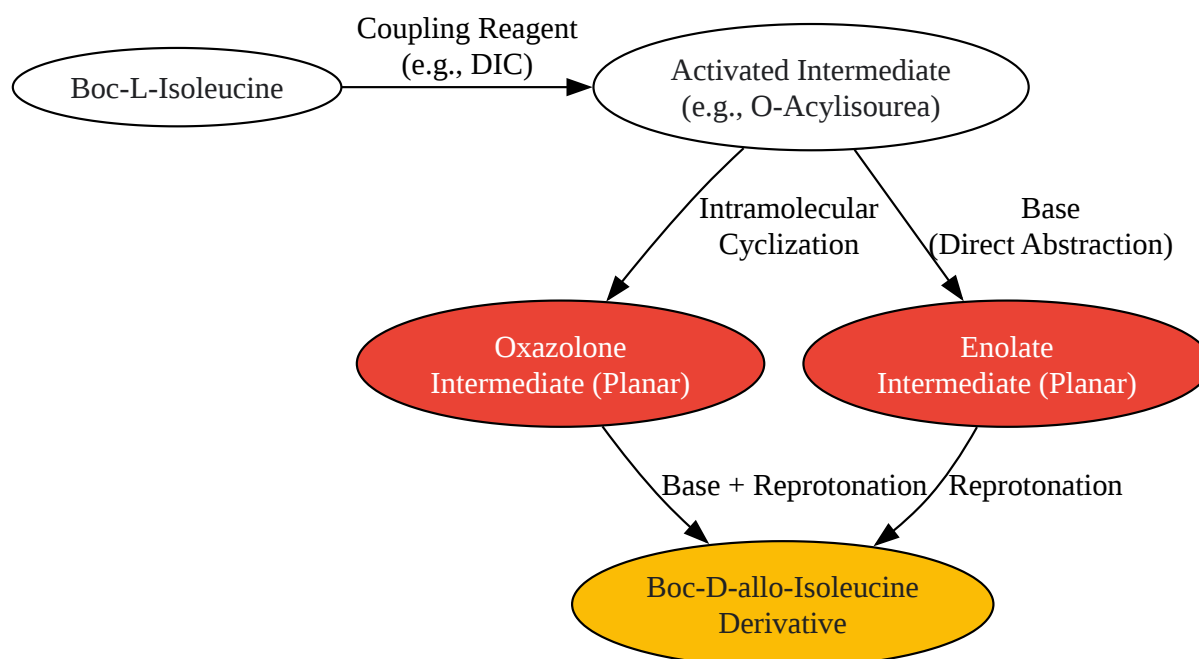 Coupling Reagent
(e.g., DIC)
Boc-L-Isoleucine
Activated Intermediate
(e.g., O-Acylisourea)
Intramolecular
Cyclization
Base
(Direct Abstraction)
Oxazolone
Intermediate (Planar)
Enolate
Intermediate (Planar)
Base + Reprotonation
Reprotonation
Boc-D-allo-Isoleucine
Derivative